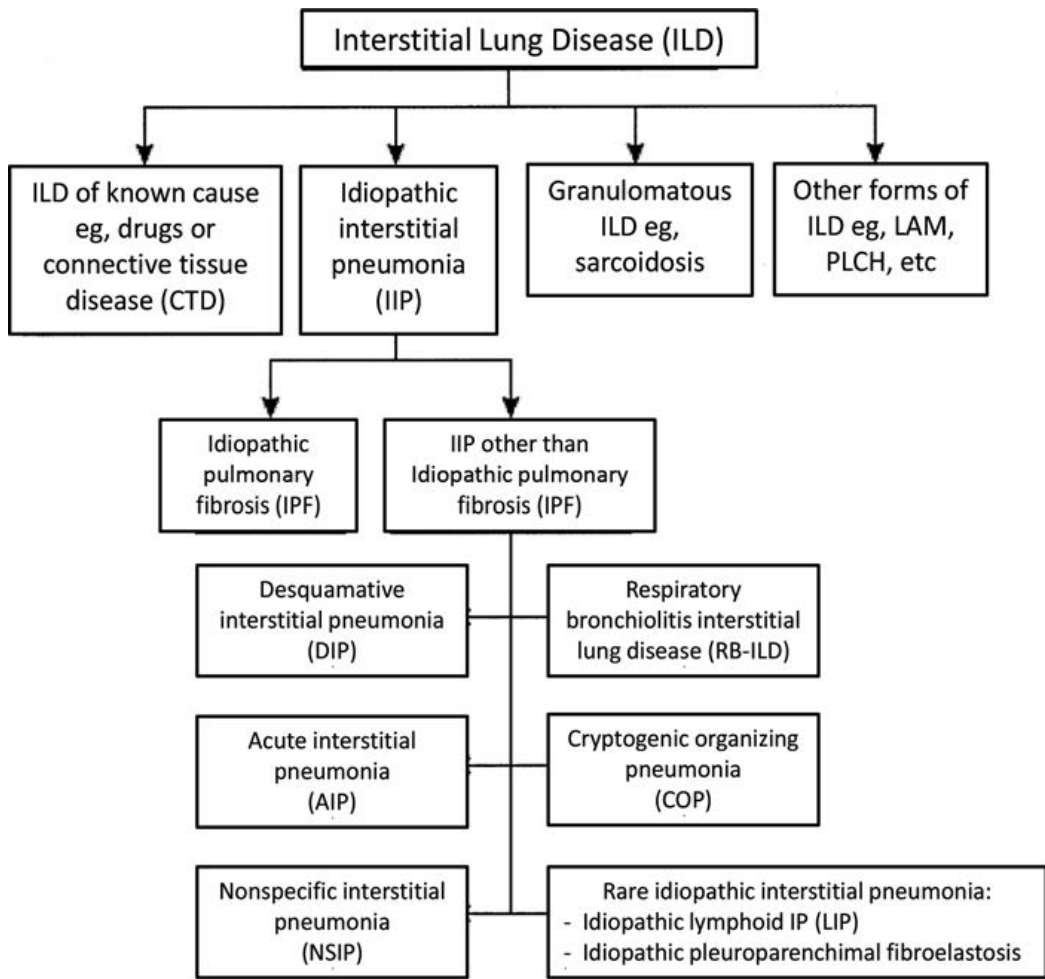 Interstitial Lung Disease (ILD)
ILD of known cause
eg, drugs or
connective tissue
disease (CTD)
Idiopathic
interstitial
pneumonia
(IIP)
Granulomatous
ILD eg,
sarcoidosis
Other forms of
ILD eg, LAM,
PLCH, etc
Idiopathic
pulmonary
fibrosis (IPF)
IIP other than
Idiopathic pulmonary
fibrosis (IPF)
Desquamative
interstitial pneumonia
(DIP)
Respiratory
bronchiolitis interstitial
lung disease (RB-ILD)
Acute interstitial
pneumonia
(AIP)
Cryptogenic organizing
pneumonia
(COP)
Nonspecific interstitial
pneumonia
(NSIP)
Rare idiopathic interstitial pneumonia:
- Idiopathic lymphoid IP (LIP)
- Idiopathic pleuroparenchimal fibroelastosis